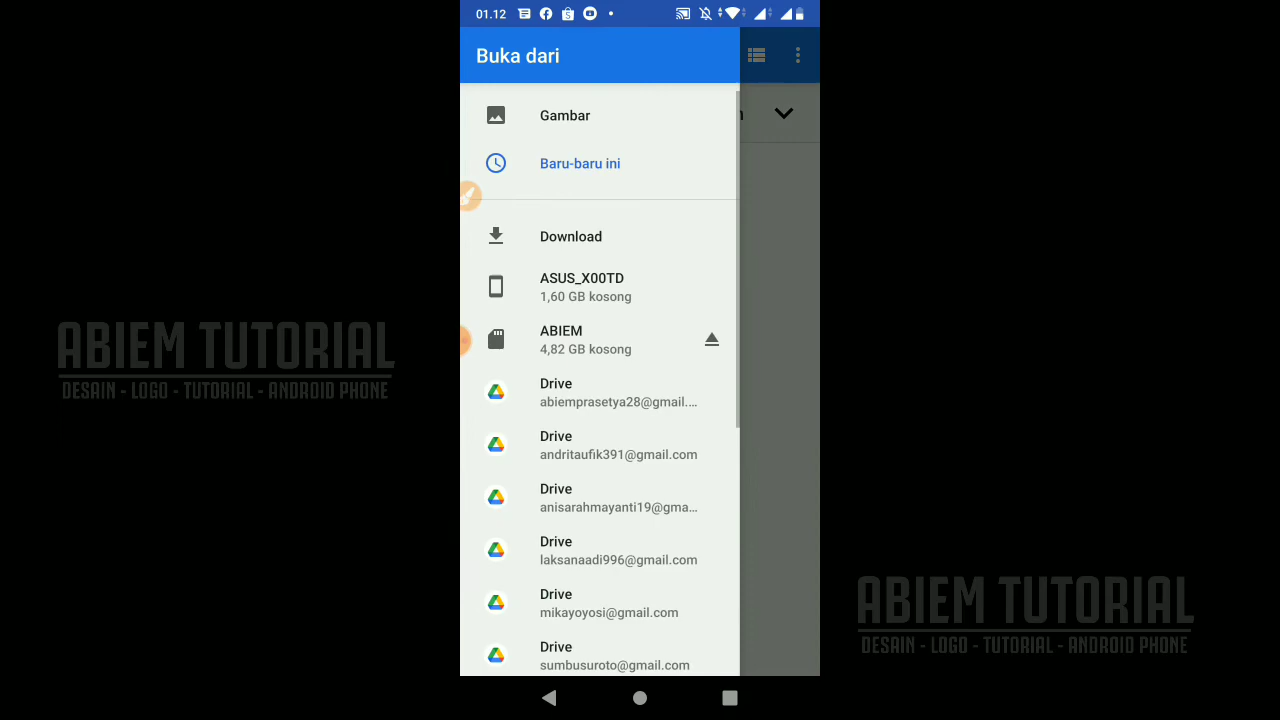 01.12
Buka dari
Gambar
Baru-baru ini
Download
ASUS_X00TD
1,60 GB kosong
ABIEM
4,82 GB kosong
Drive
abiemprasetya28@gmail....
Drive
andritaufik391@gmail.com
Drive
anisarahmayanti19@gma...
Drive
laksanaadi996@gmail.com
Drive
mikayoyosi@gmail.com
Drive
sumbusuroto@gmail.com
ABIEM TUTORIAL
DESAIN - LOGO - TUTORIAL - ANDROID PHONE
ABIEM TUTORIAL
DESAIN - LOGO - TUTORIAL - ANDROID PHONE